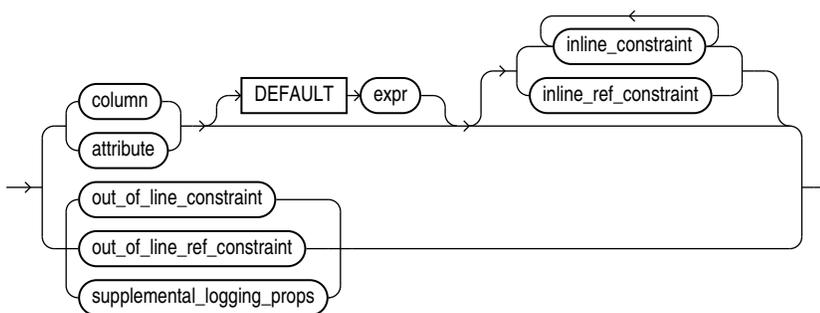 inline_constraint
DEFAULT expr inline_ref_constraint
column
attribute
out_of_line_constraint
out_of_line_ref_constraint
supplemental_logging_props